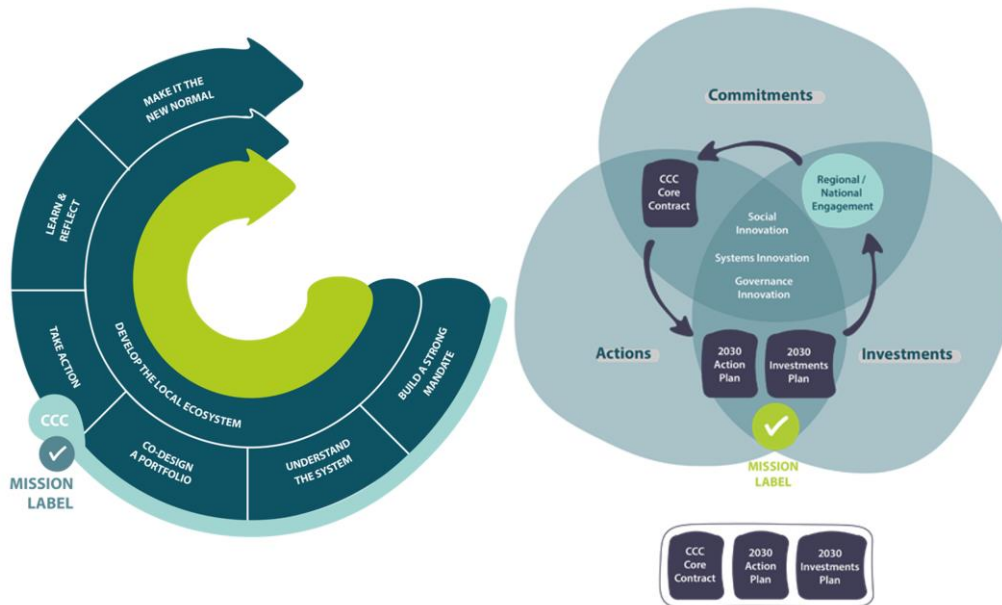 MAKE IT THE
NEW NORMAL
LEARN &
REFLECT
TAKE ACTION
DEVELOP THE LOCAL ECOSYSTEM
BUILD A STRONG
MANDATE
UNDERSTAND
THE SYSTEM
CO-DESIGN
A PORTFOLIO
CCC
MISSION
LABEL
Commitments
CCC
Core
Contract
Regional /
National
Engagement
Social
Innovation
Systems Innovation
Governance
Innovation
Actions
2030
Action
Plan
2030
Investments
Plan
Investments
MISSION
LABEL
CCC
Core
Contract
2030
Action
Plan
2030
Investments
Plan